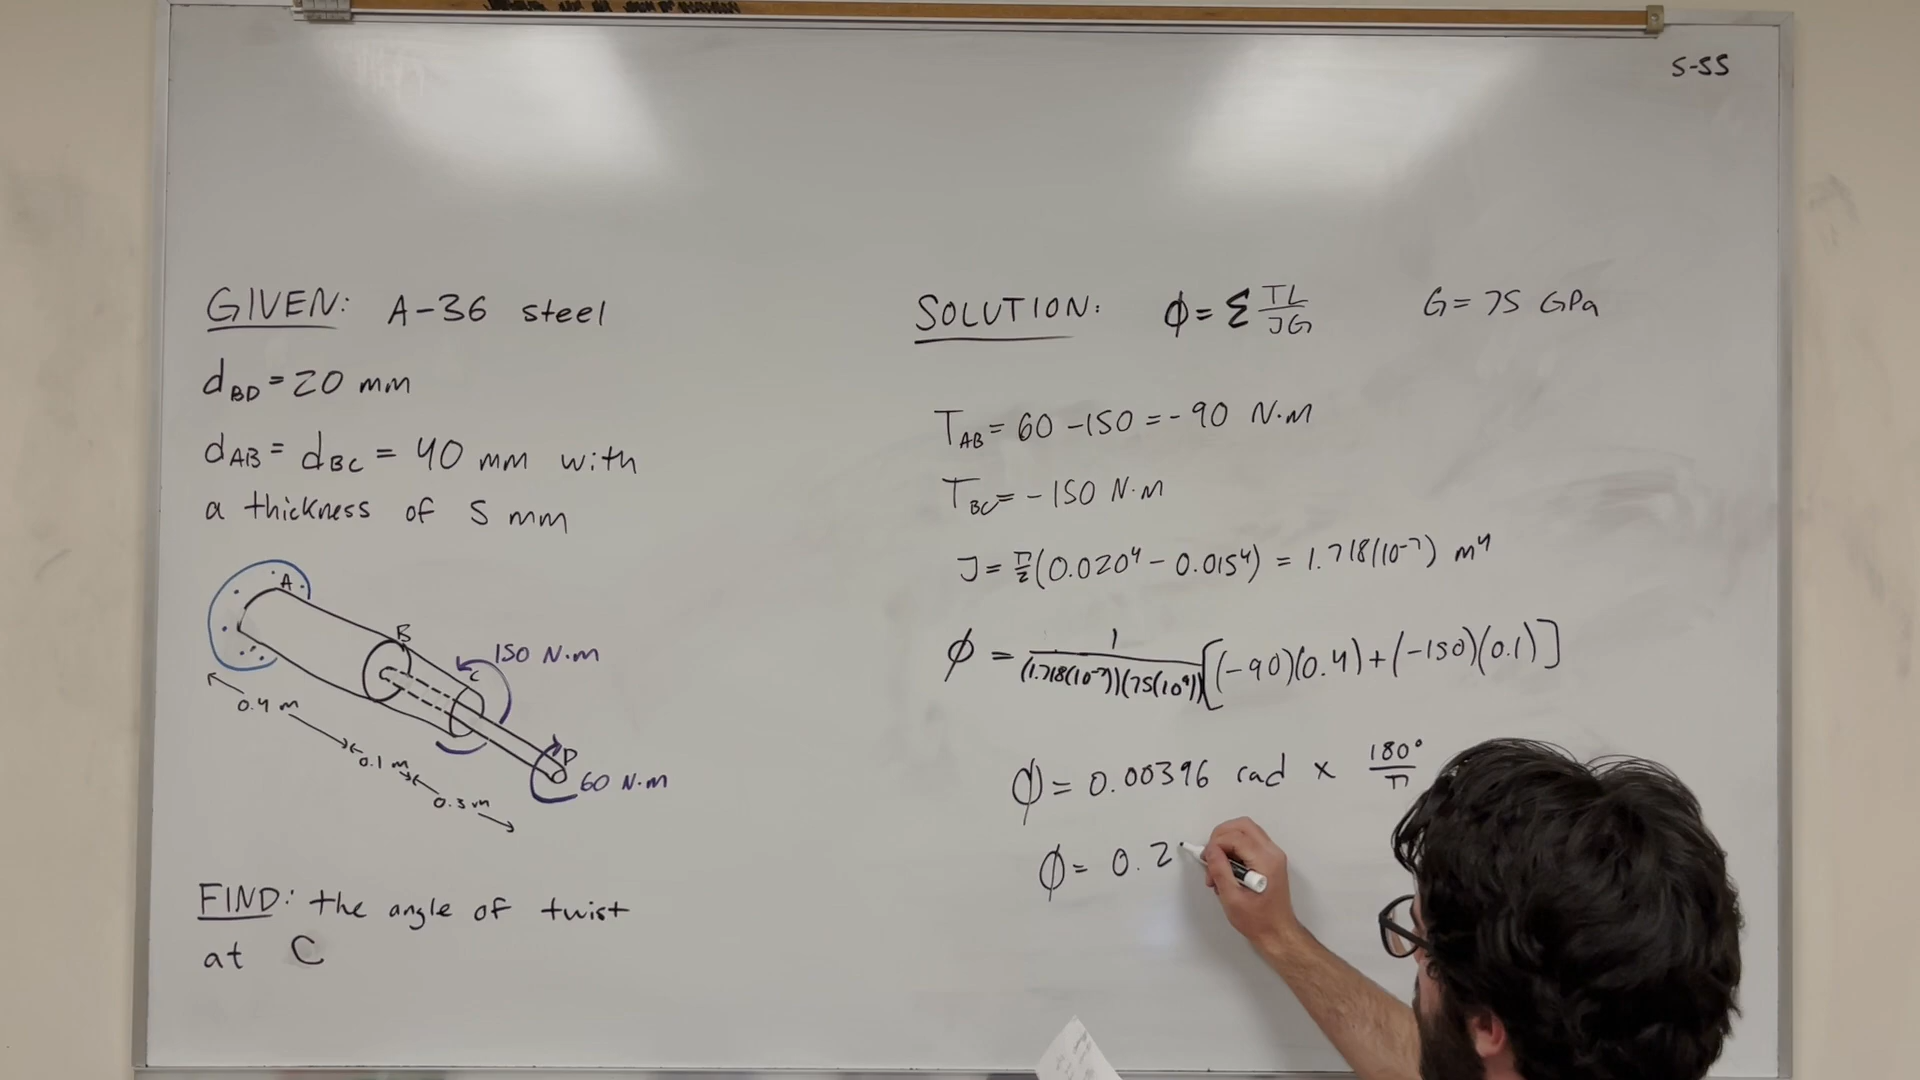 S-55
GIVEN: A-36 steel
d_BD = 20 mm
d_AB = d_BC = 40 mm with
a thickness of 5 mm
A
B
150 N·m
C
D
60 N·m
0.4 m
0.1 m
0.3 m
FIND: the angle of twist
at C
SOLUTION: ϕ = Σ TL/JG G = 75 GPa
T_AB = 60 - 150 = -90 N·m
T_BC = -150 N·m
J = π/2 (0.020⁴ - 0.015⁴) = 1.718(10⁻⁷) m⁴
ϕ = 1/(1.718(10⁻⁷))(75(10⁹)) [(-90)(0.4) + (-150)(0.1)]
ϕ = 0.00396 rad x 180°/π
ϕ = 0.2